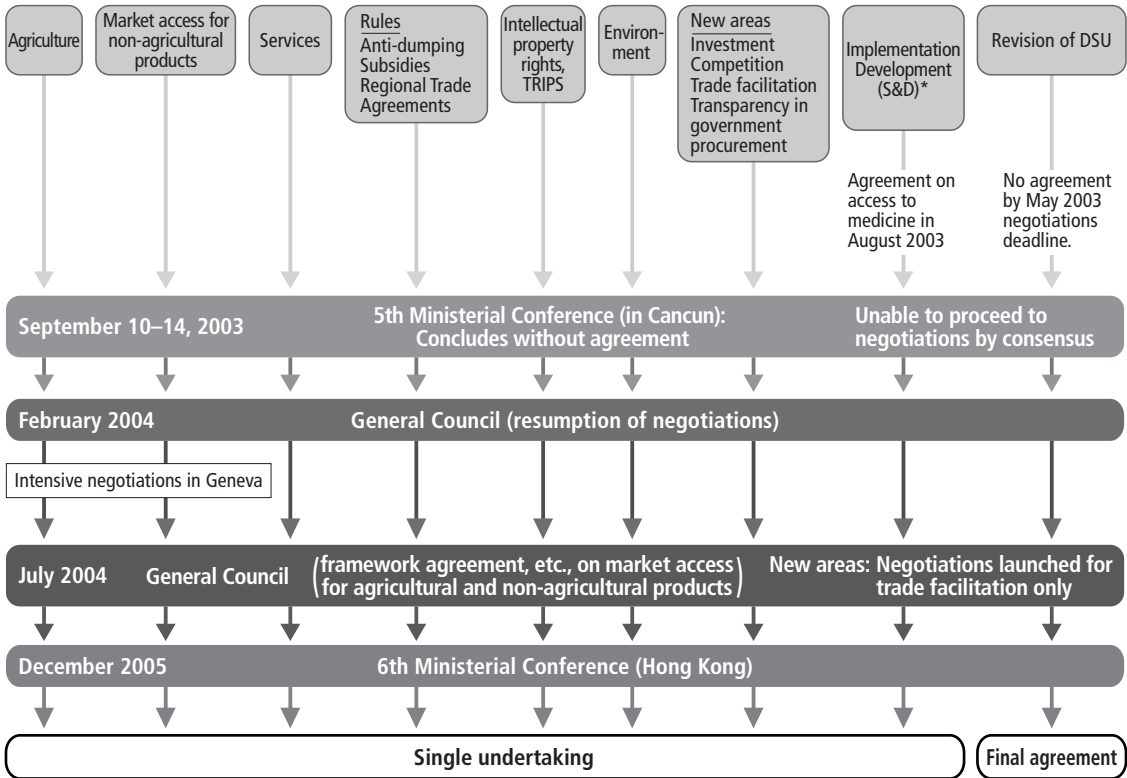 Agriculture
Market access for
non-agricultural
products
Services
Rules
Anti-dumping
Subsidies
Regional Trade
Agreements
Intellectual
property
rights,
TRIPS
Environ-
ment
New areas
Investment
Competition
Trade facilitation
Transparency in
government
procurement
Implementation
Development
(S&D)*
Revision of DSU
Agreement on
access to
medicine in
August 2003
No agreement
by May 2003
negotiations
deadline.
September 10–14, 2003
5th Ministerial Conference (in Cancun):
Concludes without agreement
Unable to proceed to
negotiations by consensus
February 2004
General Council (resumption of negotiations)
Intensive negotiations in Geneva
July 2004
General Council
(framework agreement, etc., on market access
for agricultural and non-agricultural products)
New areas: Negotiations launched for
trade facilitation only
December 2005
6th Ministerial Conference (Hong Kong)
Single undertaking
Final agreement